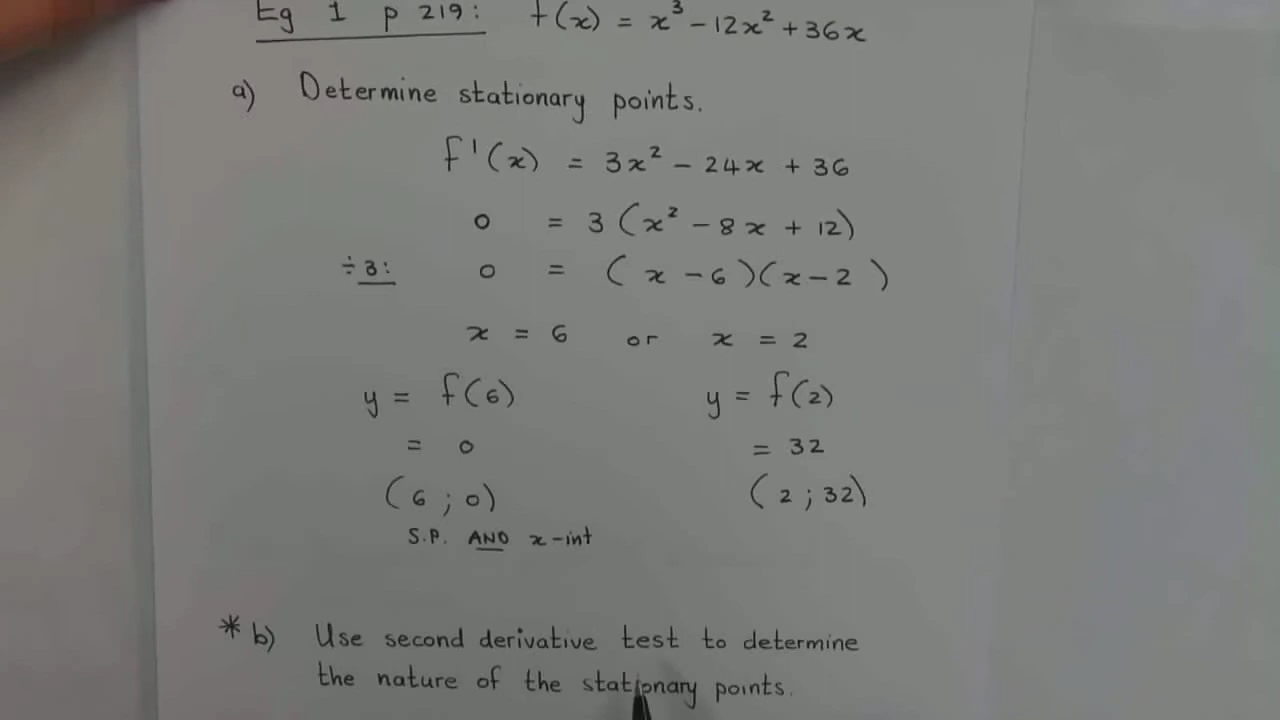 Eg 1 p 219: f(x) = x³ - 12x² + 36x
a) Determine stationary points.
f'(x) = 3x² - 24x + 36
0 = 3(x² - 8x + 12)
÷3: 0 = (x - 6)(x - 2)
x = 6 or x = 2
y = f(6) y = f(2)
= 0 = 32
(6 ; 0) (2 ; 32)
S.P. AND x-int
* b) Use second derivative test to determine
the nature of the stationary points.